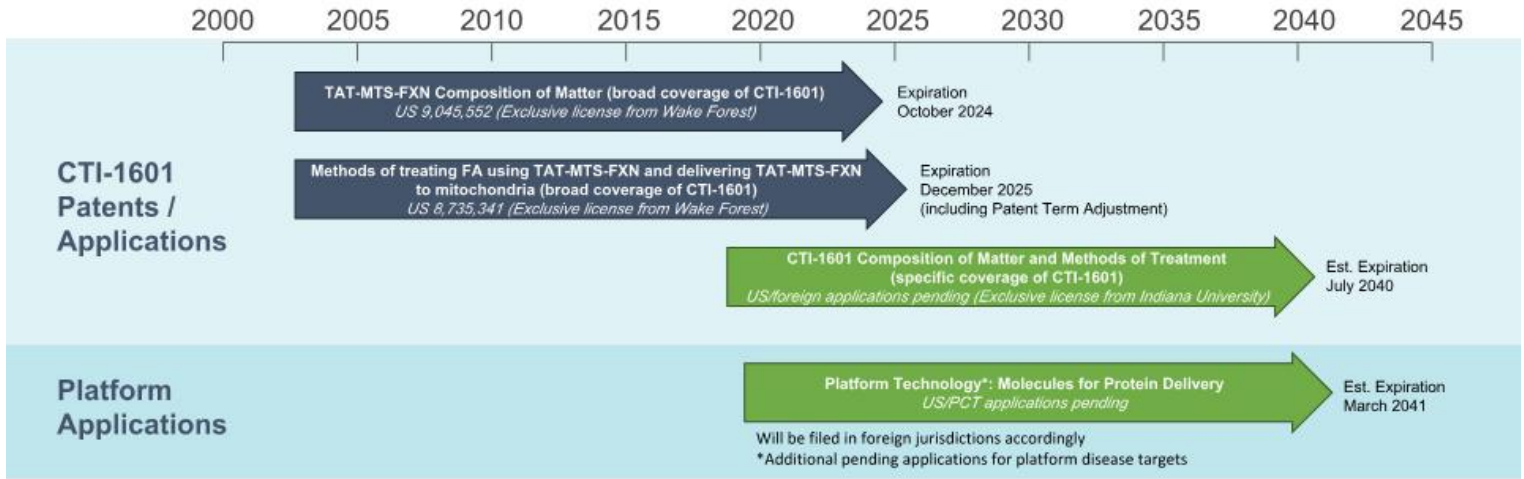 2000 2005 2010 2015 2020 2025 2030 2035 2040 2045
TAT-MTS-FXN Composition of Matter (broad coverage of CTI-1601)
US 9,045,552 (Exclusive license from Wake Forest)
Expiration
October 2024
CTI-1601
Patents /
Applications
Methods of treating FA using TAT-MTS-FXN and delivering TAT-MTS-FXN
to mitochondria (broad coverage of CTI-1601)
US 8,735,341 (Exclusive license from Wake Forest)
Expiration
December 2025
(including Patent Term Adjustment)
CTI-1601 Composition of Matter and Methods of Treatment
(specific coverage of CTI-1601)
US/foreign applications pending (Exclusive license from Indiana University)
Est. Expiration
July 2040
Platform
Applications
Platform Technology*: Molecules for Protein Delivery
US/PCT applications pending
Est. Expiration
March 2041
Will be filed in foreign jurisdictions accordingly
*Additional pending applications for platform disease targets